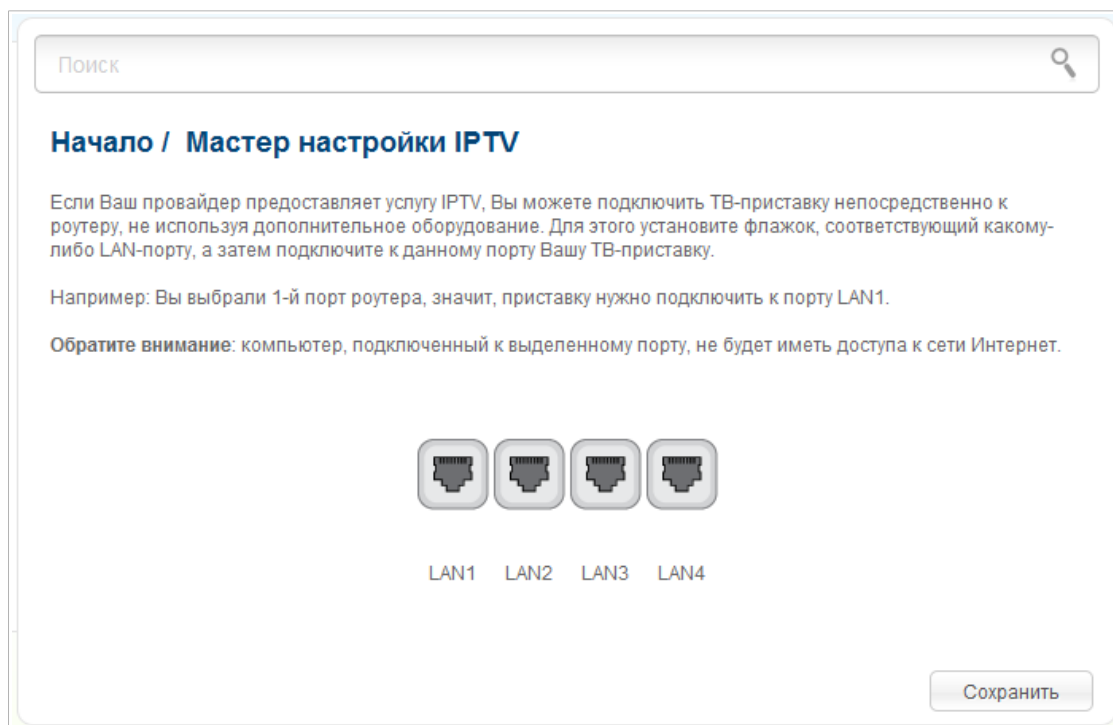 Поиск
Начало / Мастер настройки IPTV
Если Ваш провайдер предоставляет услугу IPTV, Вы можете подключить ТВ-приставку непосредственно к
роутеру, не используя дополнительное оборудование. Для этого установите флажок, соответствующий какому-
либо LAN-порту, а затем подключите к данному порту Вашу ТВ-приставку.
Например: Вы выбрали 1-й порт роутера, значит, приставку нужно подключить к порту LAN1.
Обратите внимание: компьютер, подключенный к выделенному порту, не будет иметь доступа к сети Интернет.
LAN1 LAN2 LAN3 LAN4
Сохранить